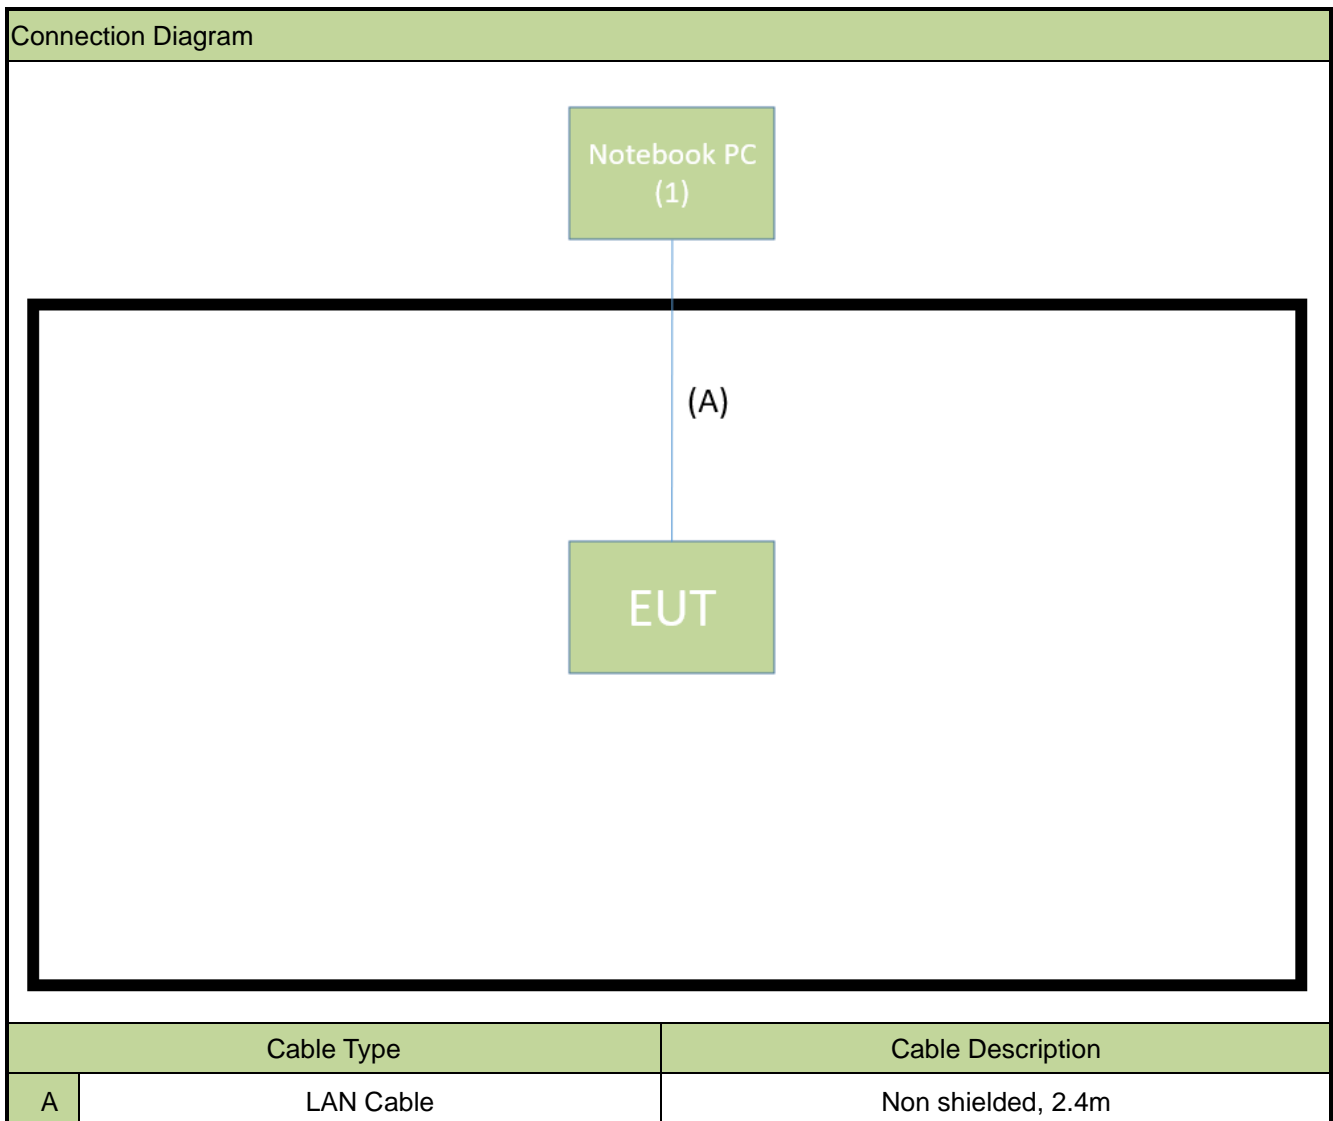 Connection Diagram
Notebook PC
(1)
(A)
EUT
Cable Type Cable Description
A LAN Cable Non shielded, 2.4m